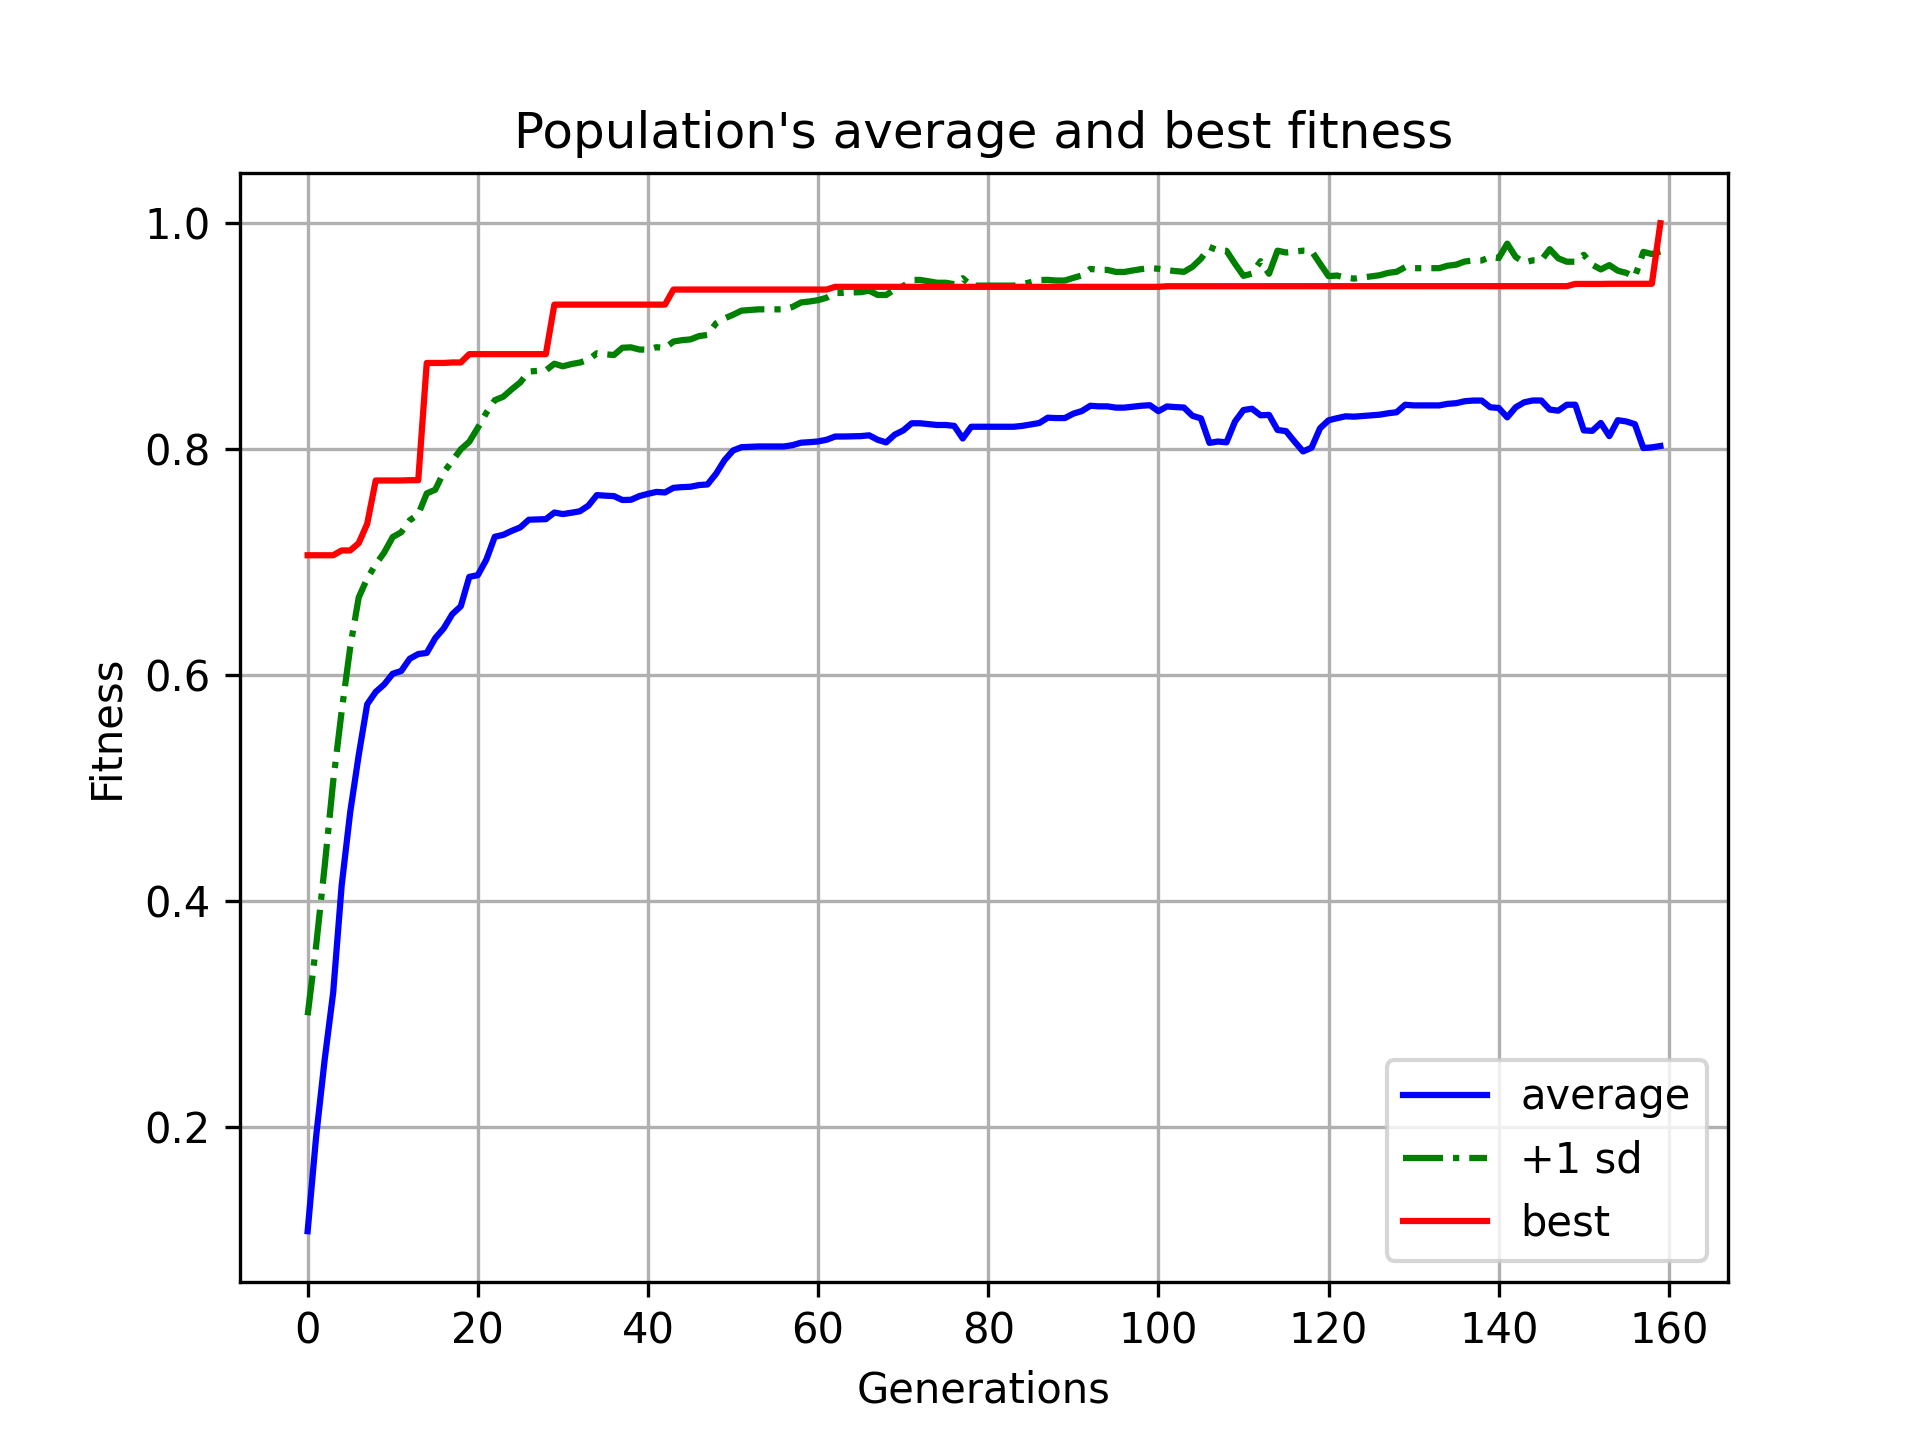 Population's average and best fitness
1.0
0.8
0.6
0.4
0.2
Fitness
average
+1 sd
best
0 20 40 60 80 100 120 140 160
Generations